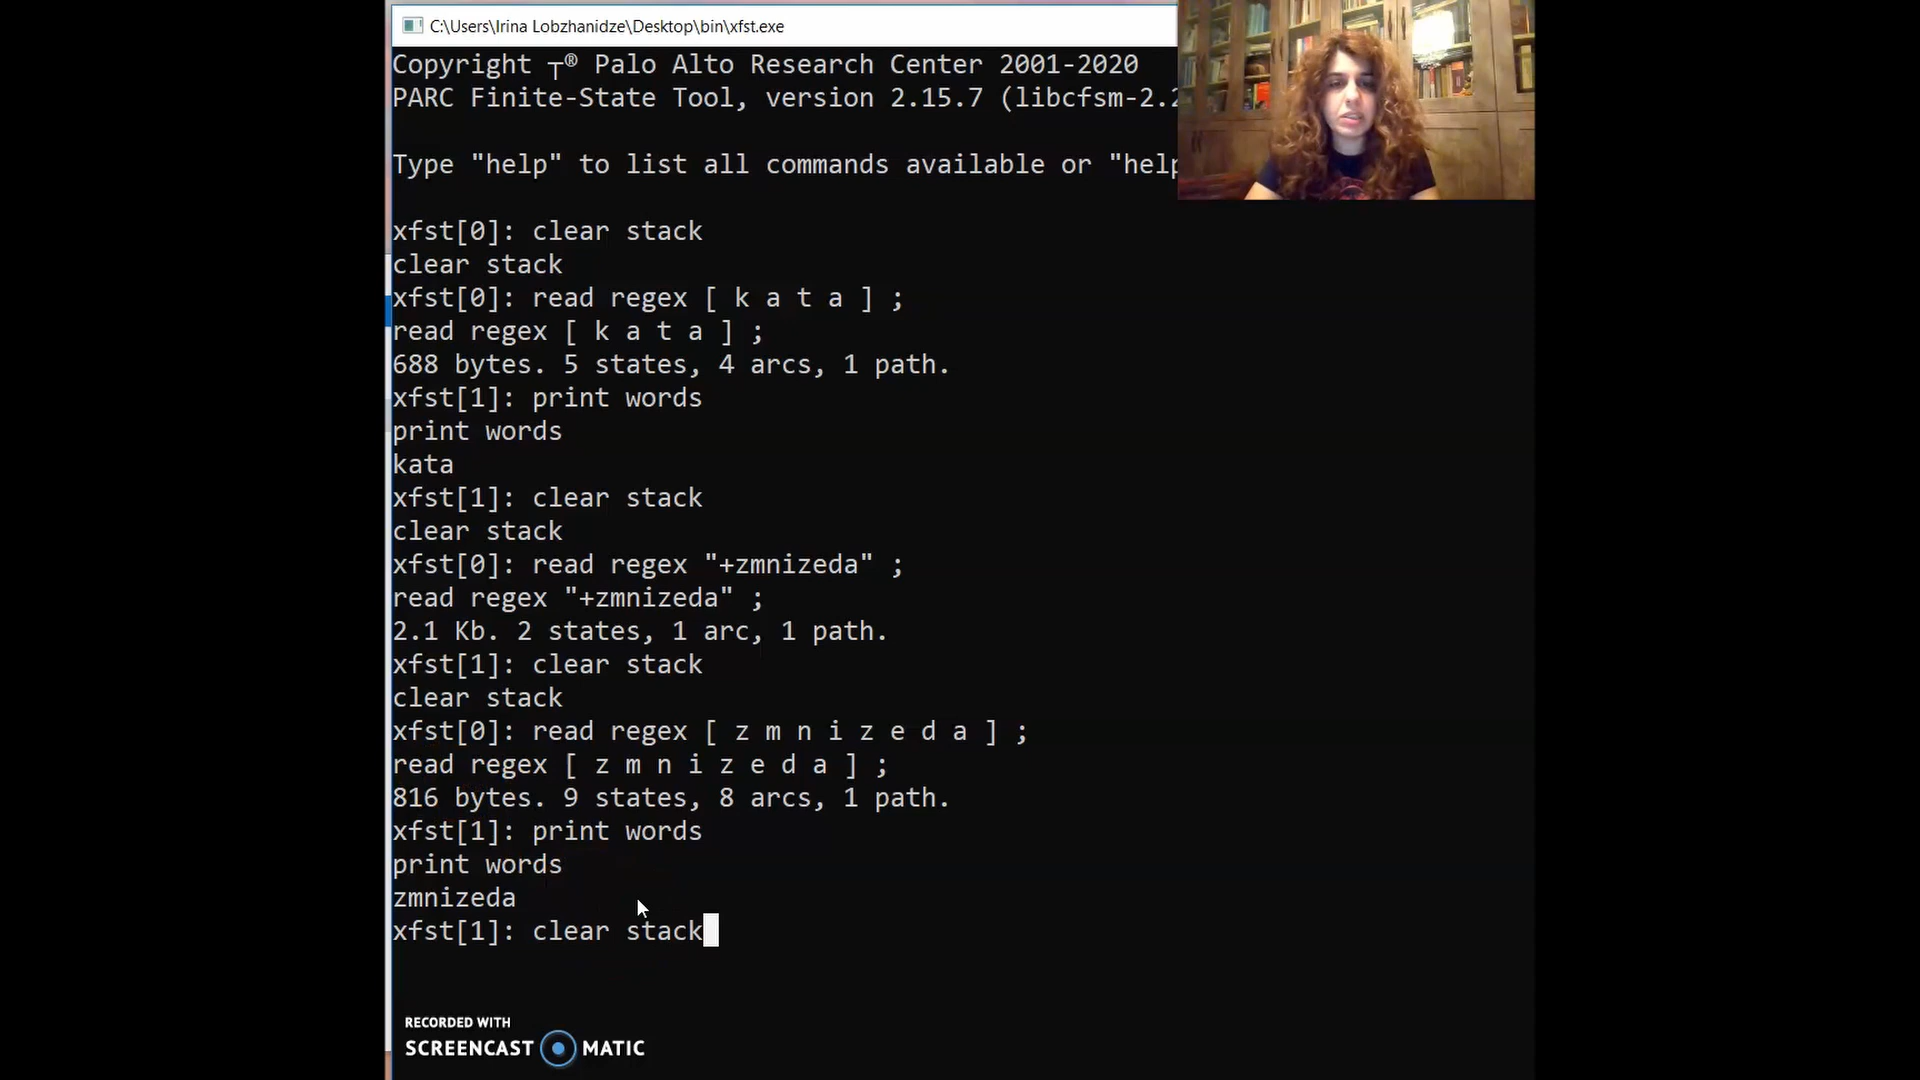 C:\Users\Irina Lobzhanidze\Desktop\bin\xfst.exe
Copyright ┬® Palo Alto Research Center 2001-2020
PARC Finite-State Tool, version 2.15.7 (libcfsm-2.2
Type "help" to list all commands available or "help
xfst[0]: clear stack
clear stack
xfst[0]: read regex [ k a t a ] ;
read regex [ k a t a ] ;
688 bytes. 5 states, 4 arcs, 1 path.
xfst[1]: print words
print words
kata
xfst[1]: clear stack
clear stack
xfst[0]: read regex "+zmnizeda" ;
read regex "+zmnizeda" ;
2.1 Kb. 2 states, 1 arc, 1 path.
xfst[1]: clear stack
clear stack
xfst[0]: read regex [ z m n i z e d a ] ;
read regex [ z m n i z e d a ] ;
816 bytes. 9 states, 8 arcs, 1 path.
xfst[1]: print words
print words
zmnizeda
xfst[1]: clear stack
RECORDED WITH
SCREENCAST MATIC